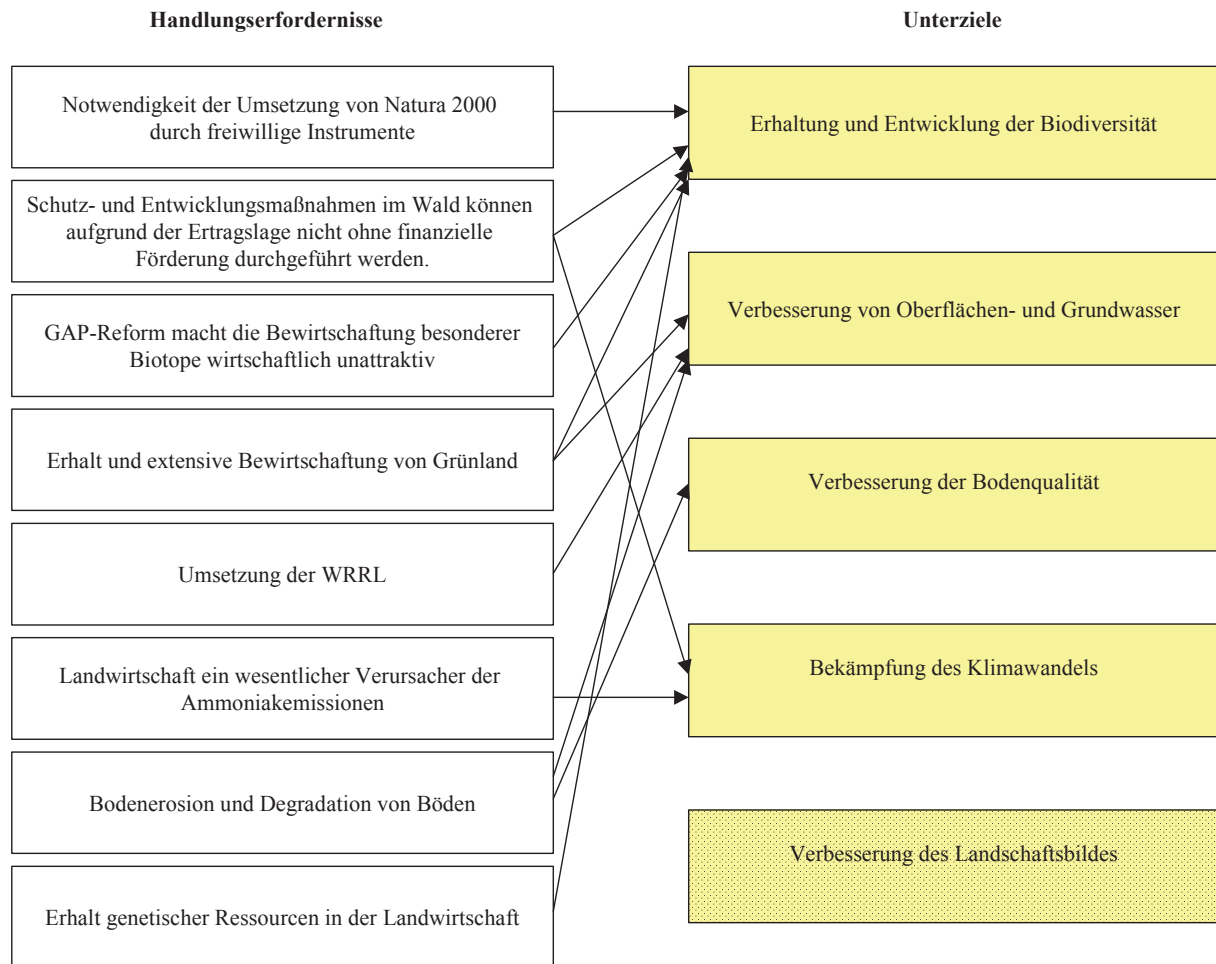 Handlungserfordernisse
Unterziele
Notwendigkeit der Umsetzung von Natura 2000
durch freiwillige Instrumente
Schutz- und Entwicklungsmaßnahmen im Wald können
aufgrund der Ertragslage nicht ohne finanzielle
Förderung durchgeführt werden.
GAP-Reform macht die Bewirtschaftung besonderer
Biotope wirtschaftlich unattraktiv
Erhalt und extensive Bewirtschaftung von Grünland
Umsetzung der WRRL
Landwirtschaft ein wesentlicher Verursacher der
Ammoniakemissionen
Bodenerosion und Degradation von Böden
Erhalt genetischer Ressourcen in der Landwirtschaft
Erhaltung und Entwicklung der Biodiversität
Verbesserung von Oberflächen- und Grundwasser
Verbesserung der Bodenqualität
Bekämpfung des Klimawandels
Verbesserung des Landschaftsbildes